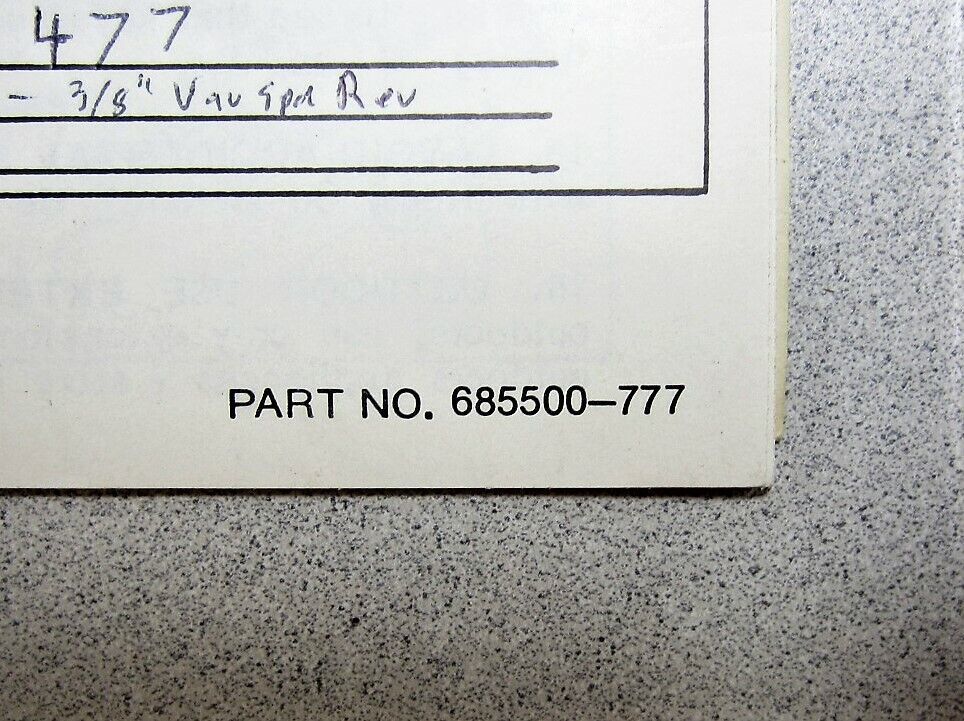 477
- 3/8" Var Spd Rev
PART NO. 685500-777